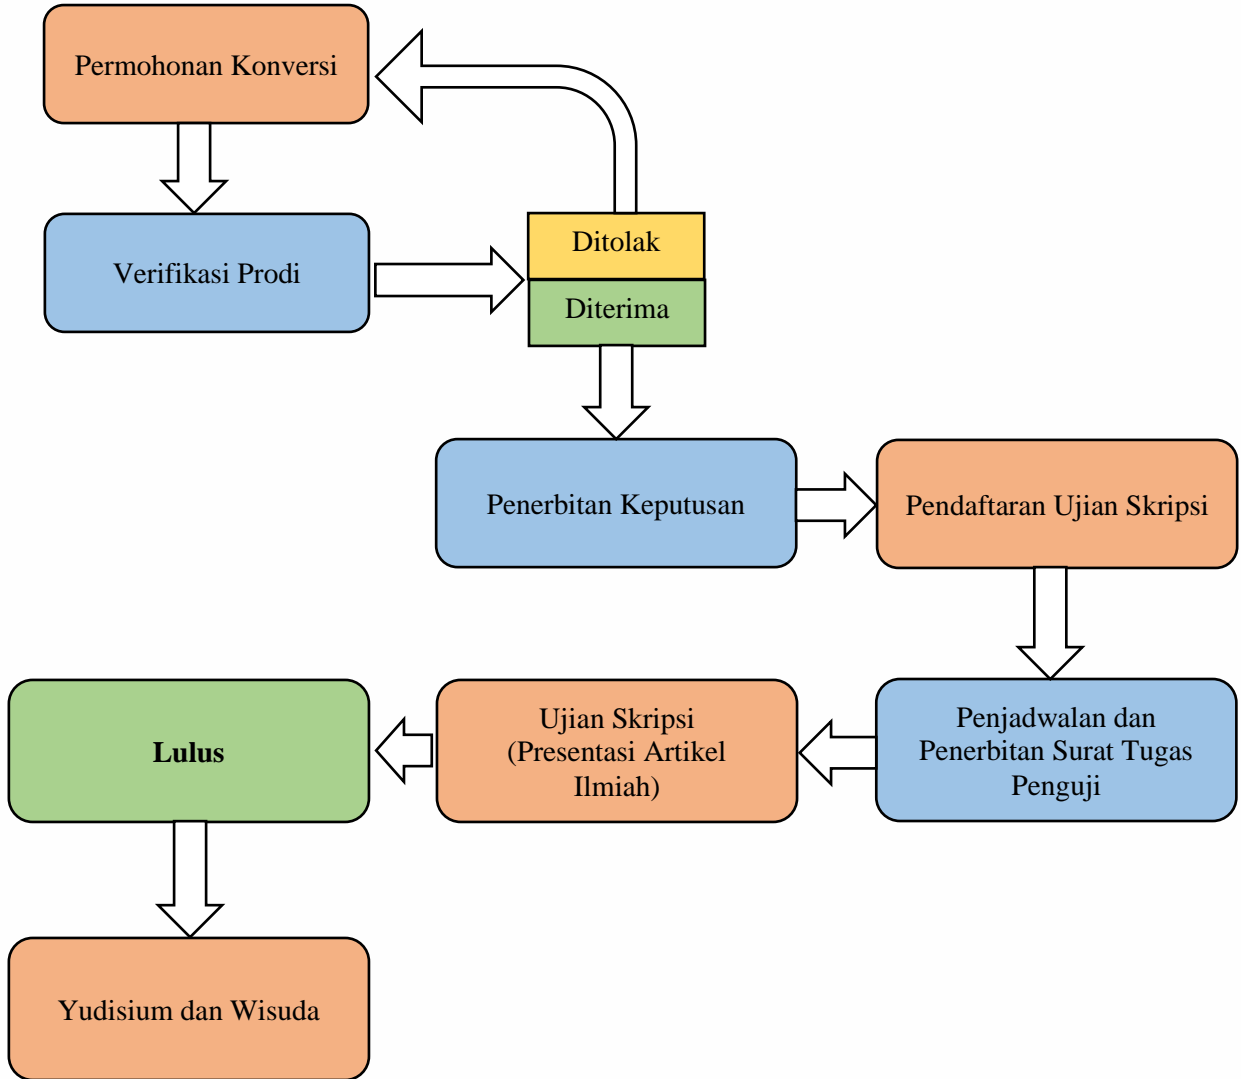 Permohonan Konversi
Verifikasi Prodi
Ditolak
Diterima
Penerbitan Keputusan
Pendaftaran Ujian Skripsi
Penjadwalan dan
Penerbitan Surat Tugas
Penguji
Ujian Skripsi
(Presentasi Artikel
Ilmiah)
Lulus
Yudisium dan Wisuda